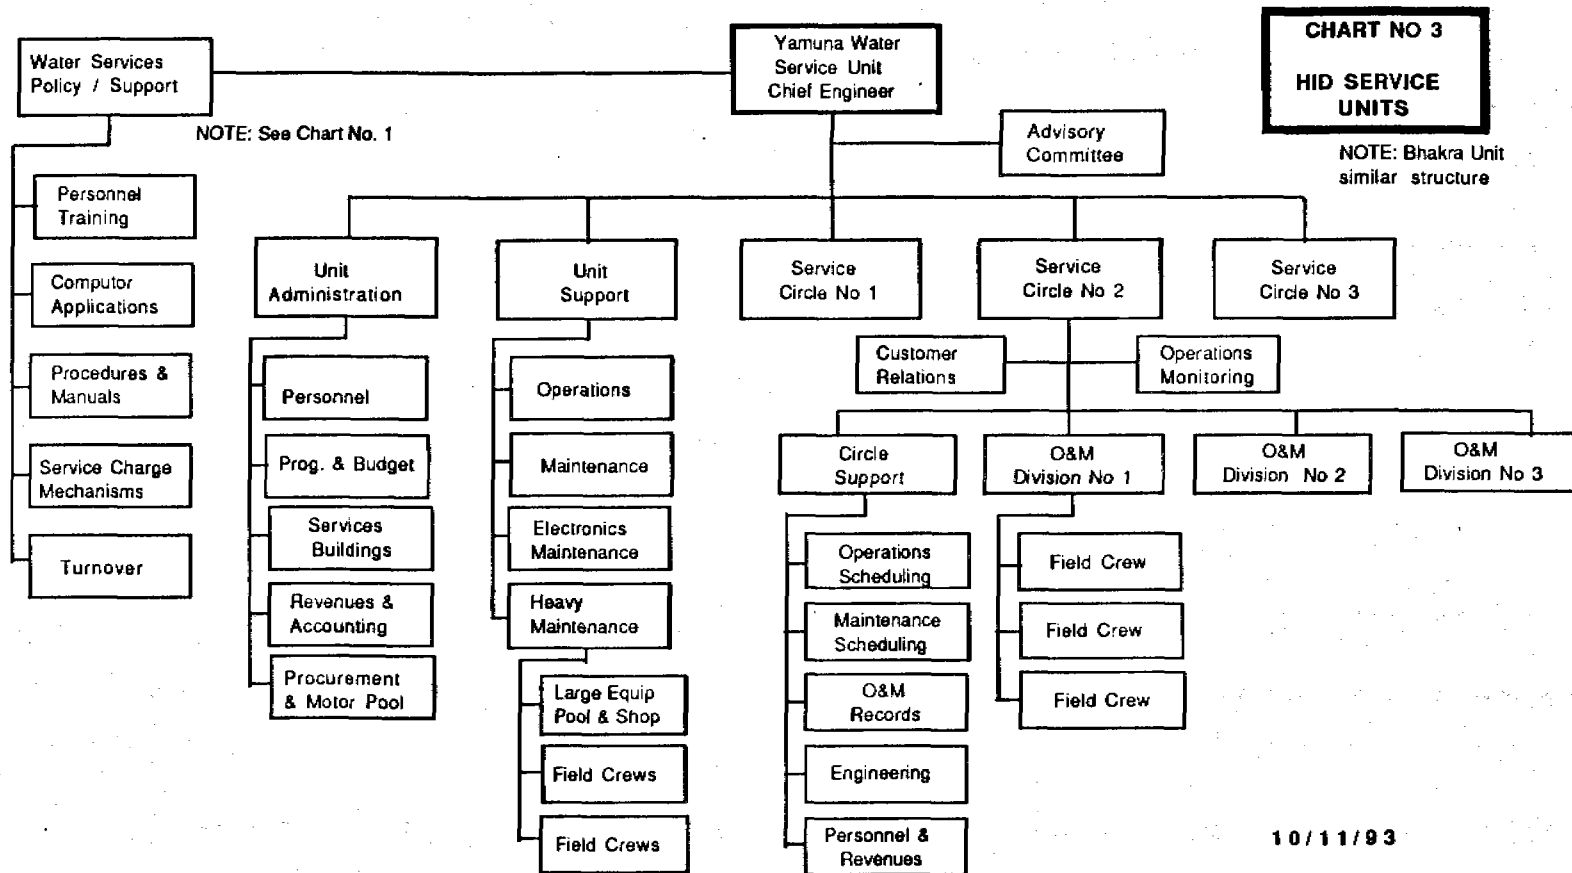 CHART NO 3
HID SERVICE
UNITS
NOTE: Bhakra Unit
similar structure
Yamuna Water
Service Unit
Chief Engineer
Water Services
Policy / Support
NOTE: See Chart No. 1
Advisory
Committee
Personnel
Training
Computor
Applications
Procedures &
Manuals
Service Charge
Mechanisms
Turnover
Unit
Administration
Personnel
Prog. & Budget
Services
Buildings
Revenues &
Accounting
Procurement
& Motor Pool
Unit
Support
Operations
Maintenance
Electronics
Maintenance
Heavy
Maintenance
Large Equip
Pool & Shop
Field Crews
Field Crews
Service
Circle No 1
Service
Circle No 2
Service
Circle No 3
Customer
Relations
Operations
Monitoring
Circle
Support
O&M
Division No 1
O&M
Division No 2
O&M
Division No 3
Operations
Scheduling
Maintenance
Scheduling
O&M
Records
Engineering
Personnel &
Revenues
Field Crew
Field Crew
Field Crew
10/11/93